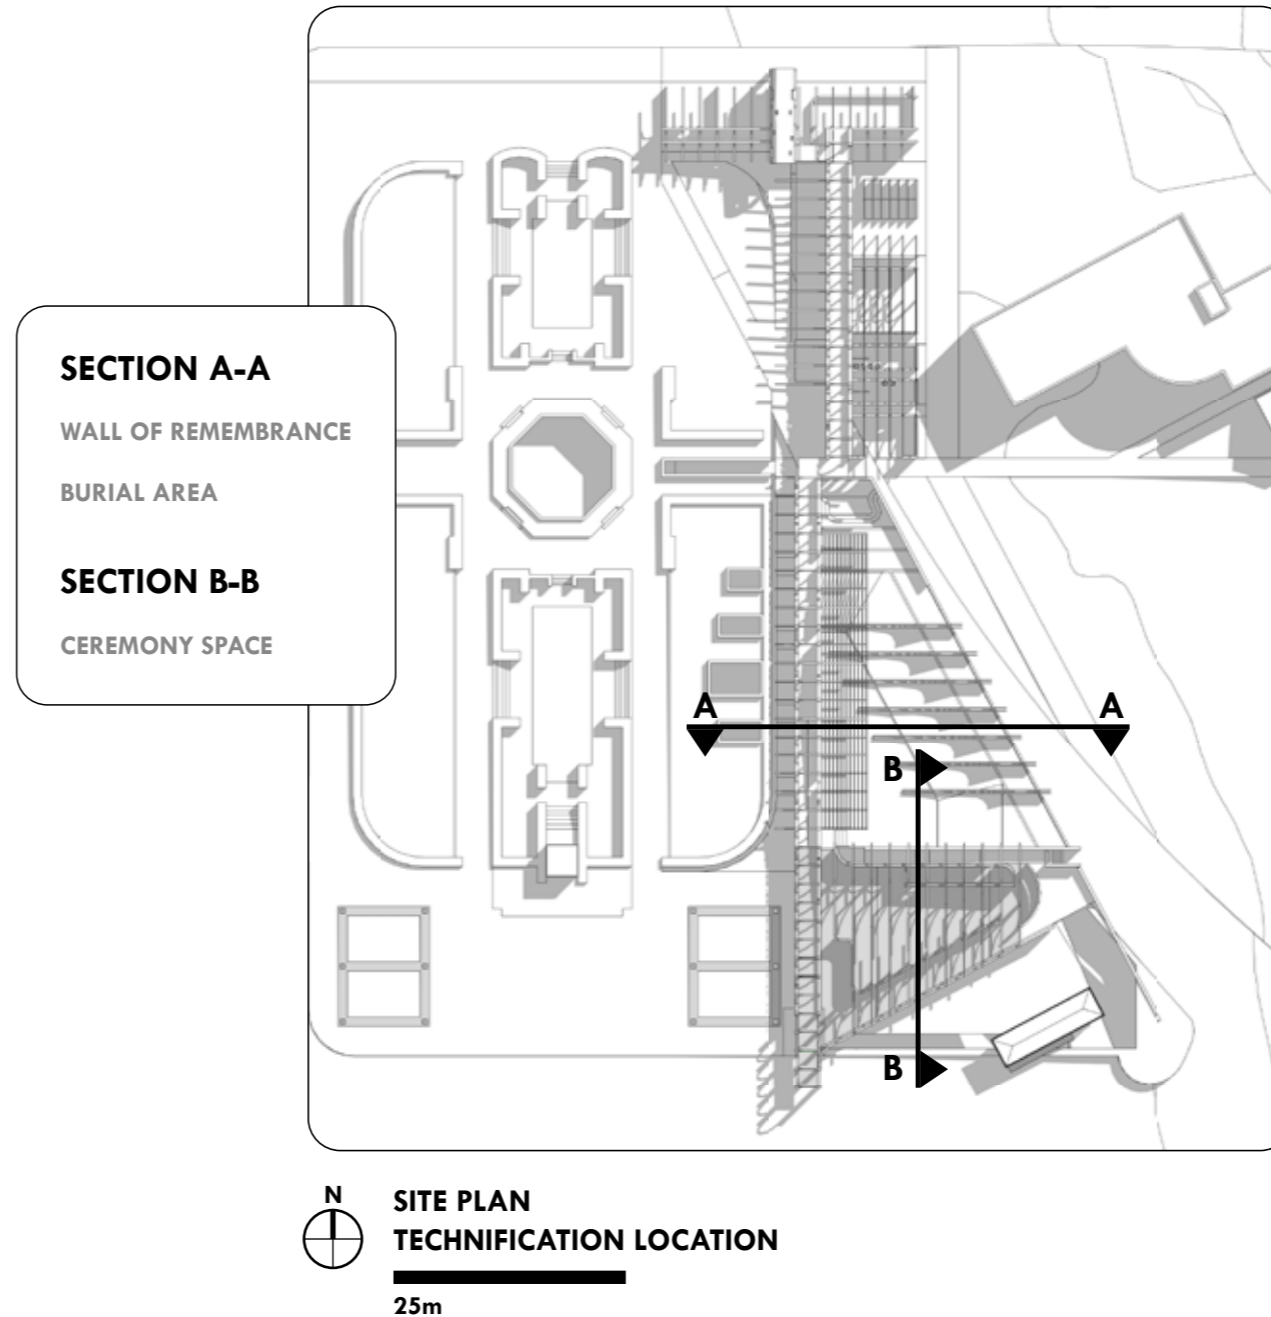 SECTION A-A
WALL OF REMEMBRANCE
BURIAL AREA
SECTION B-B
CEREMONY SPACE
A
A
B
B
N
SITE PLAN
TECHNIFICATION LOCATION
25m